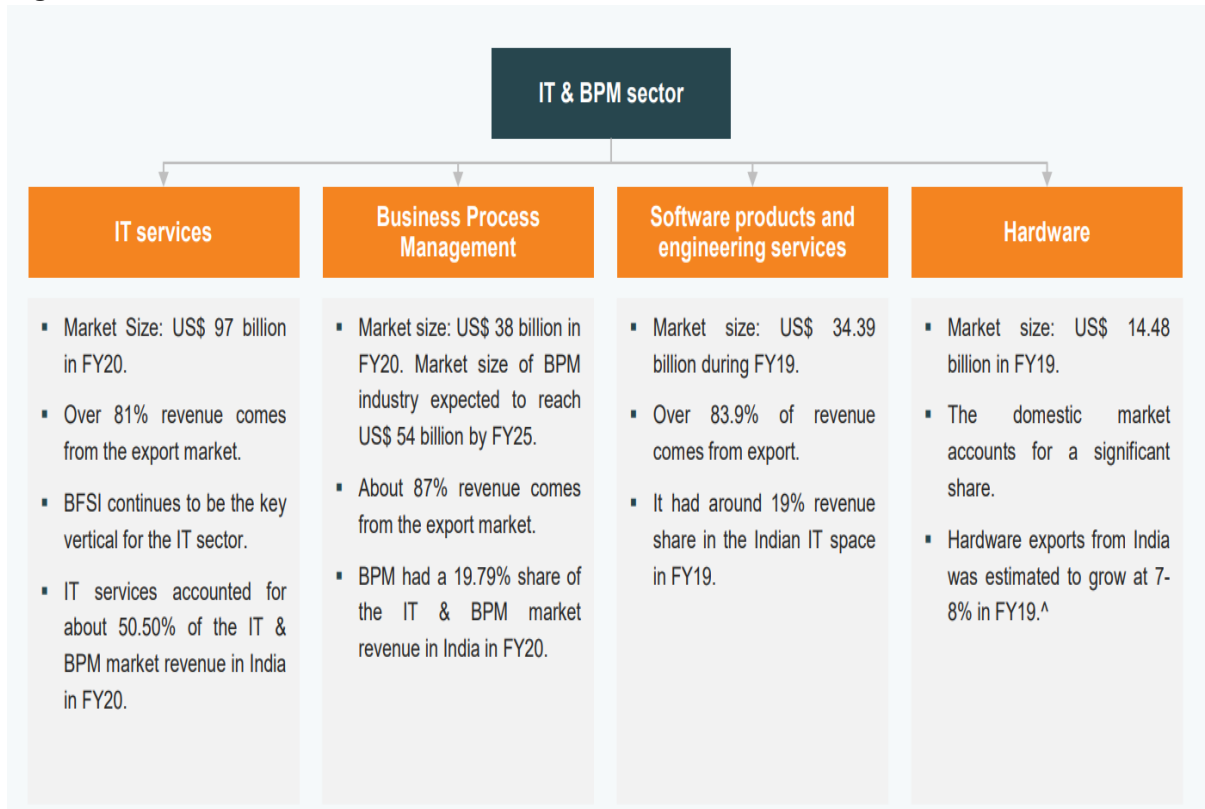 IT & BPM sector
IT services
Market Size: US$ 97 billion
in FY20.
Over 81% revenue comes
from the export market.
BFSI continues to be the key
vertical for the IT sector.
IT services accounted for
about 50.50% of the IT &
BPM market revenue in India
in FY20.
Business Process
Management
Market size: US$ 38 billion in
FY20. Market size of BPM
industry expected to reach
US$ 54 billion by FY25.
About 87% revenue comes
from the export market.
BPM had a 19.79% share of
the IT & BPM market
revenue in India in FY20.
Software products and
engineering services
Market size: US$ 34.39
billion during FY19.
Over 83.9% of revenue
comes from export.
It had around 19% revenue
share in the Indian IT space
in FY19.
Hardware
Market size: US$ 14.48
billion in FY19.
The domestic market
accounts for a significant
share.
Hardware exports from India
was estimated to grow at 7-
8% in FY19.^